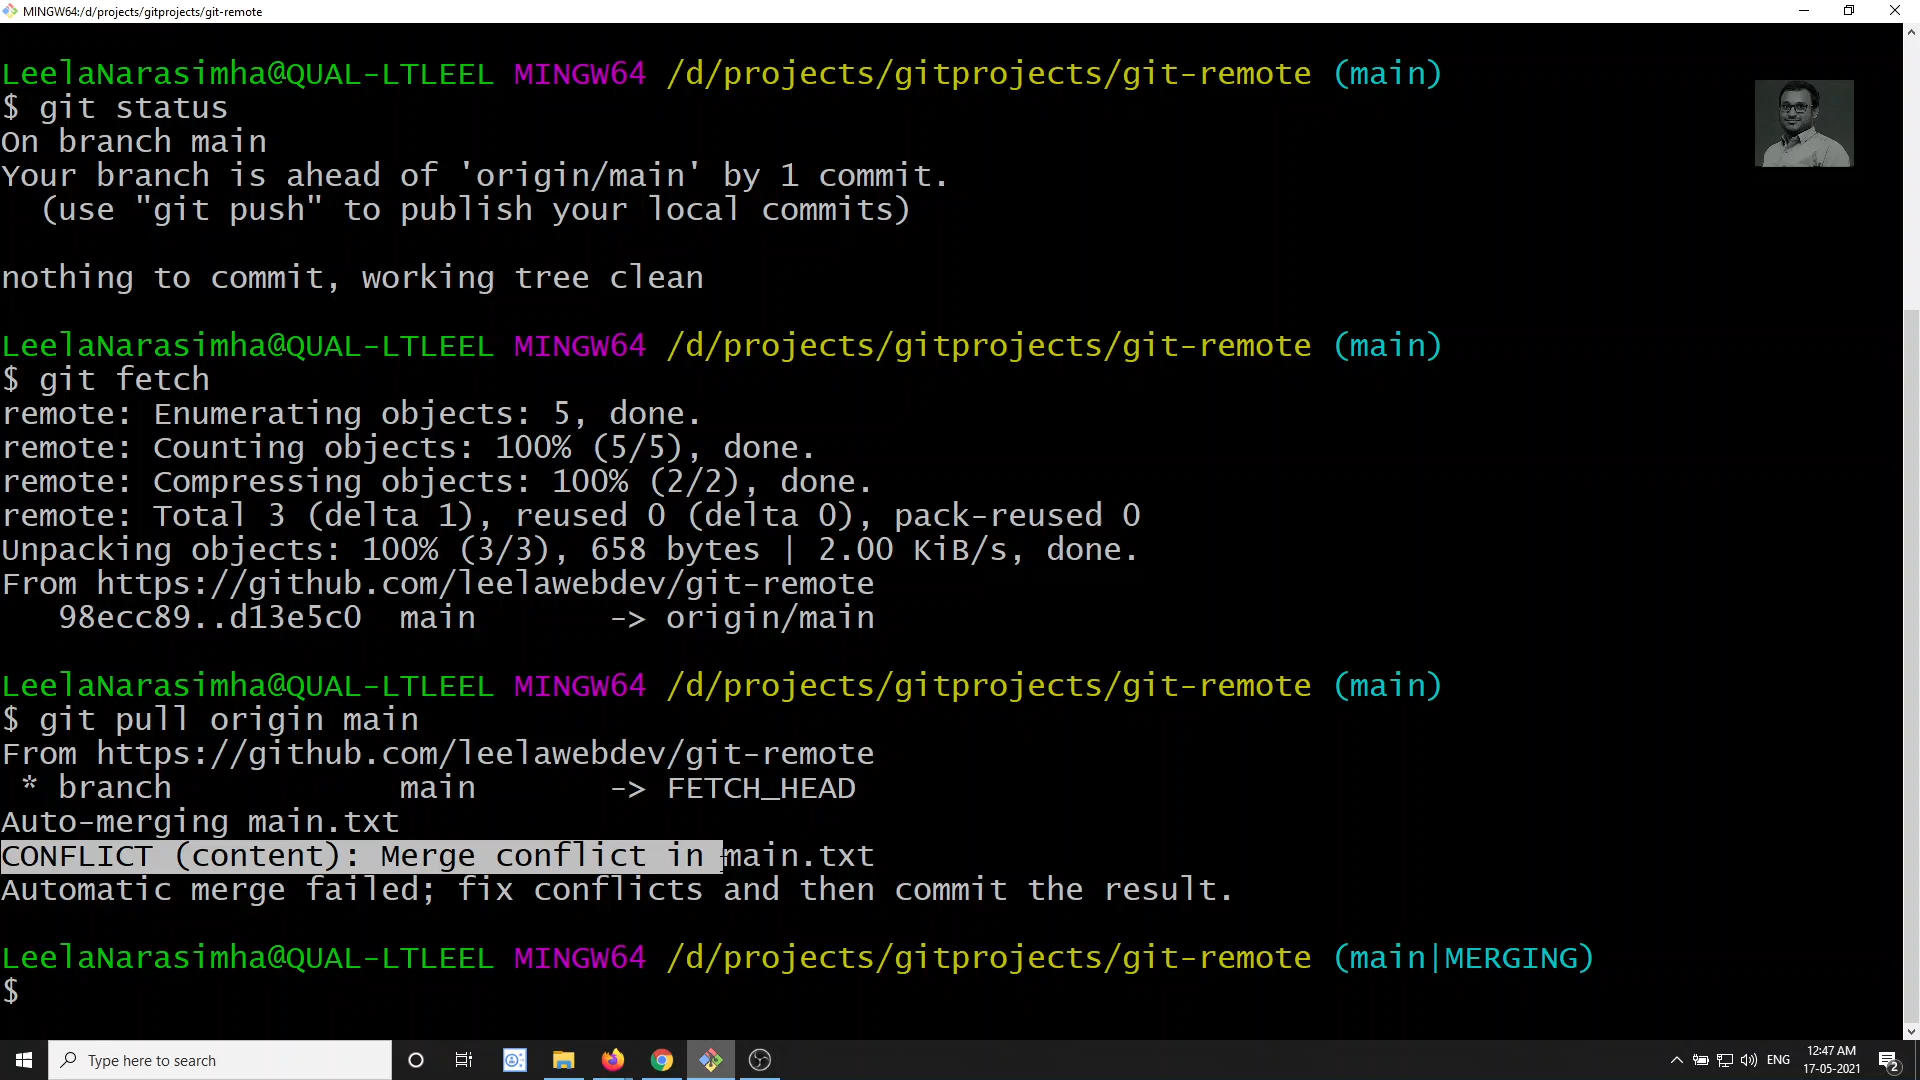 MINGW64:/d/projects/gitprojects/git-remote
LeelaNarasimha@QUAL-LTLEEL MINGW64 /d/projects/gitprojects/git-remote (main)
$ git status
On branch main
Your branch is ahead of 'origin/main' by 1 commit.
  (use "git push" to publish your local commits)
nothing to commit, working tree clean
LeelaNarasimha@QUAL-LTLEEL MINGW64 /d/projects/gitprojects/git-remote (main)
$ git fetch
remote: Enumerating objects: 5, done.
remote: Counting objects: 100% (5/5), done.
remote: Compressing objects: 100% (2/2), done.
remote: Total 3 (delta 1), reused 0 (delta 0), pack-reused 0
Unpacking objects: 100% (3/3), 658 bytes | 2.00 KiB/s, done.
From https://github.com/leelawebdev/git-remote
   98ecc89..d13e5c0  main       -> origin/main
LeelaNarasimha@QUAL-LTLEEL MINGW64 /d/projects/gitprojects/git-remote (main)
$ git pull origin main
From https://github.com/leelawebdev/git-remote
 * branch            main       -> FETCH_HEAD
Auto-merging main.txt
CONFLICT (content): Merge conflict in main.txt
Automatic merge failed; fix conflicts and then commit the result.
LeelaNarasimha@QUAL-LTLEEL MINGW64 /d/projects/gitprojects/git-remote (main|MERGING)
$
Type here to search
ENG
12:47 AM
17-05-2021
2